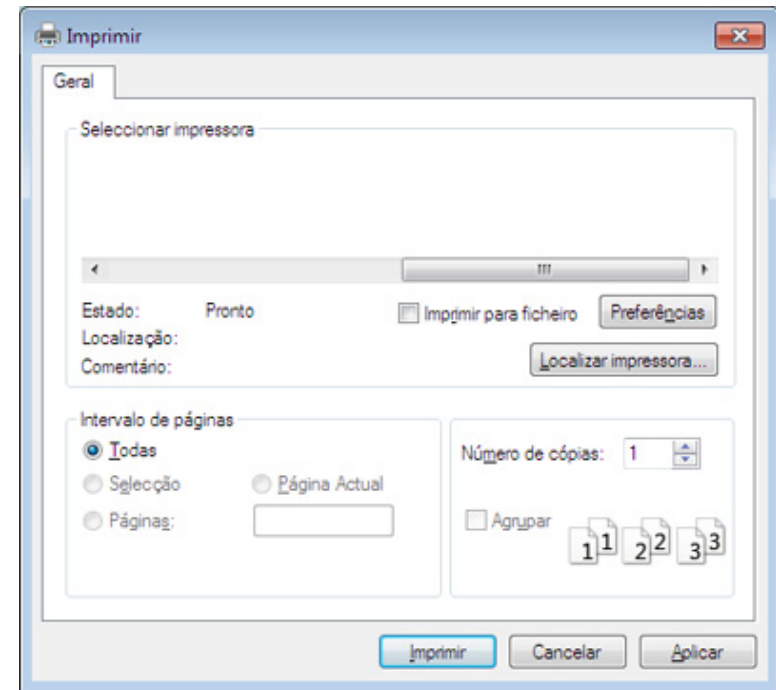 Imprimir
Geral
Seleccionar impressora
Estado: Pronto
Imprimir para ficheiro
Preferências
Localização:
Comentário:
Localizar impressora...
Intervalo de páginas
Todas
Selecção
Página Actual
Páginas:
Número de cópias: 1
Agrupar
1 1 2 2 3 3
Imprimir
Cancelar
Aplicar